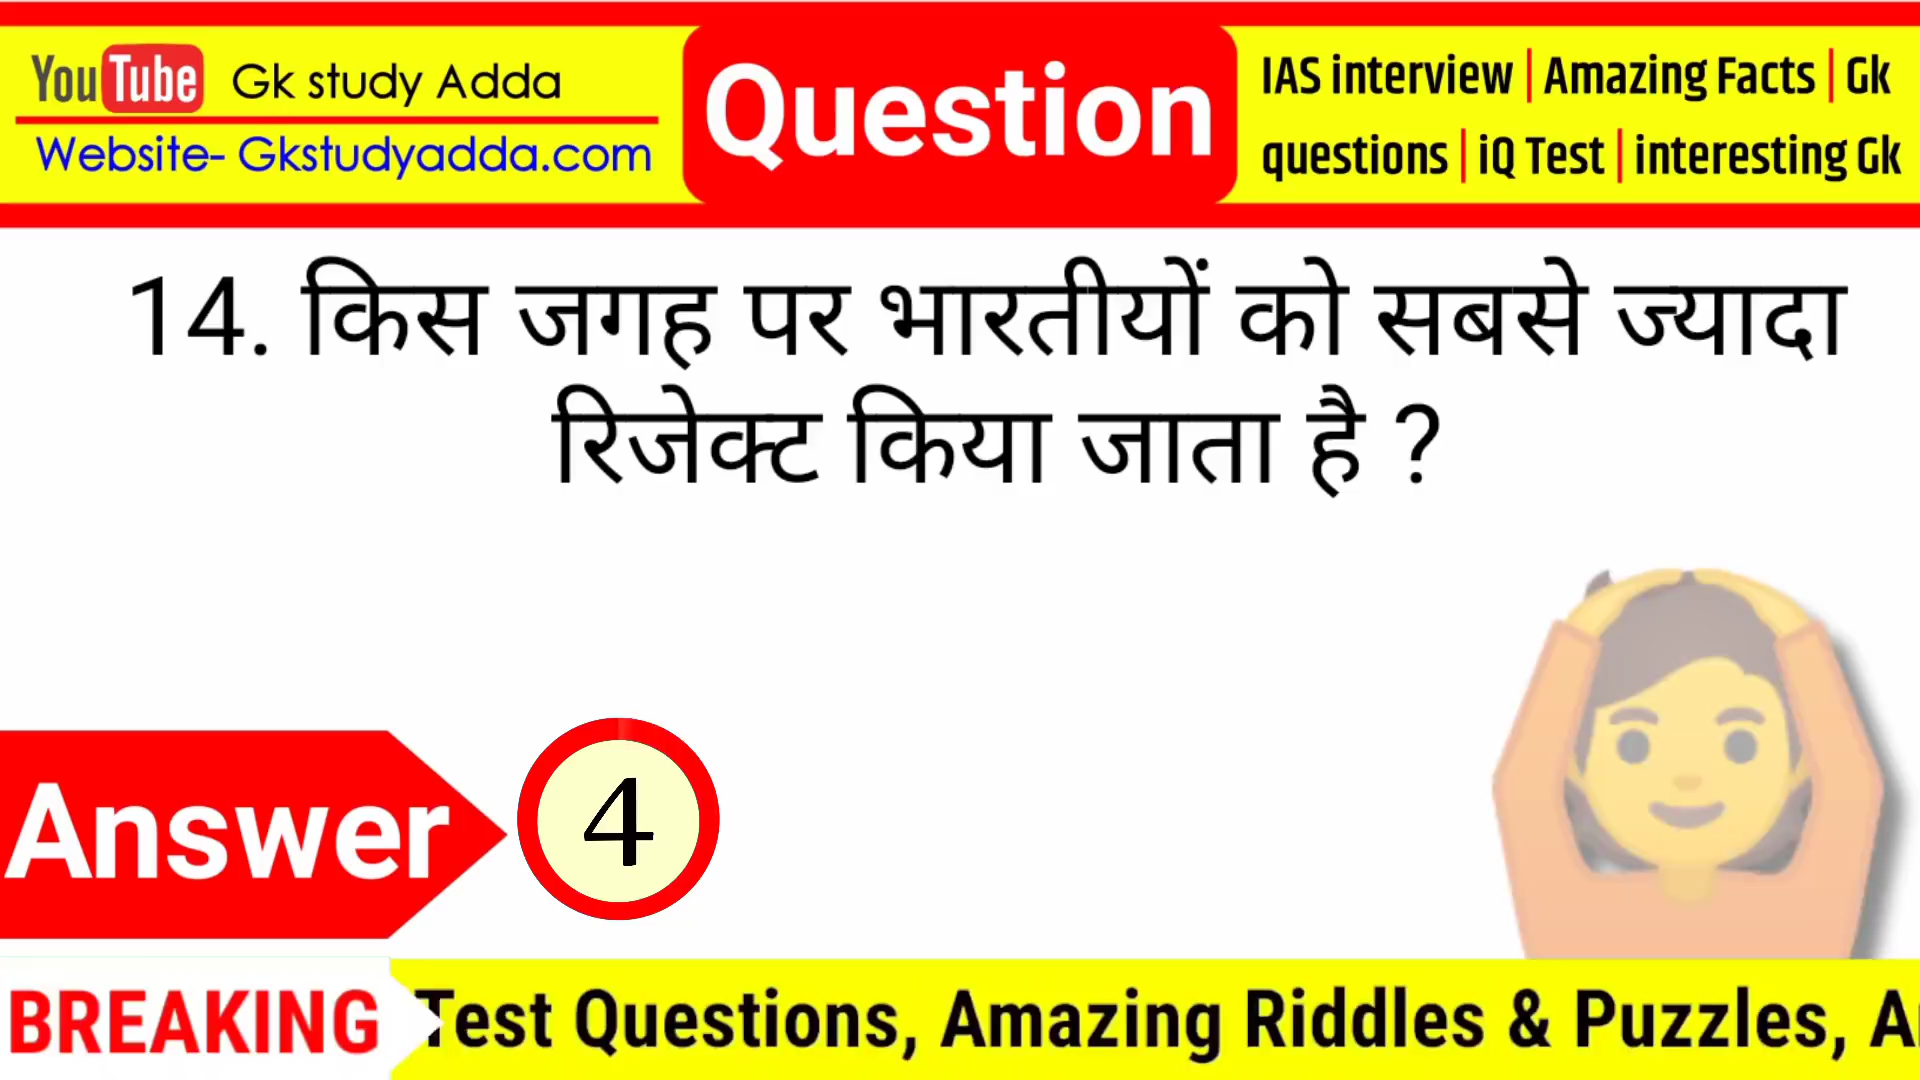 YouTube Gk study Adda
Website- Gkstudyadda.com
Question
IAS interview | Amazing Facts | Gk
questions | iQ Test | interesting Gk
14. किस जगह पर भारतीयों को सबसे ज्यादा
रिजेक्ट किया जाता है ?
Answer
4
BREAKING
Test Questions, Amazing Riddles & Puzzles,